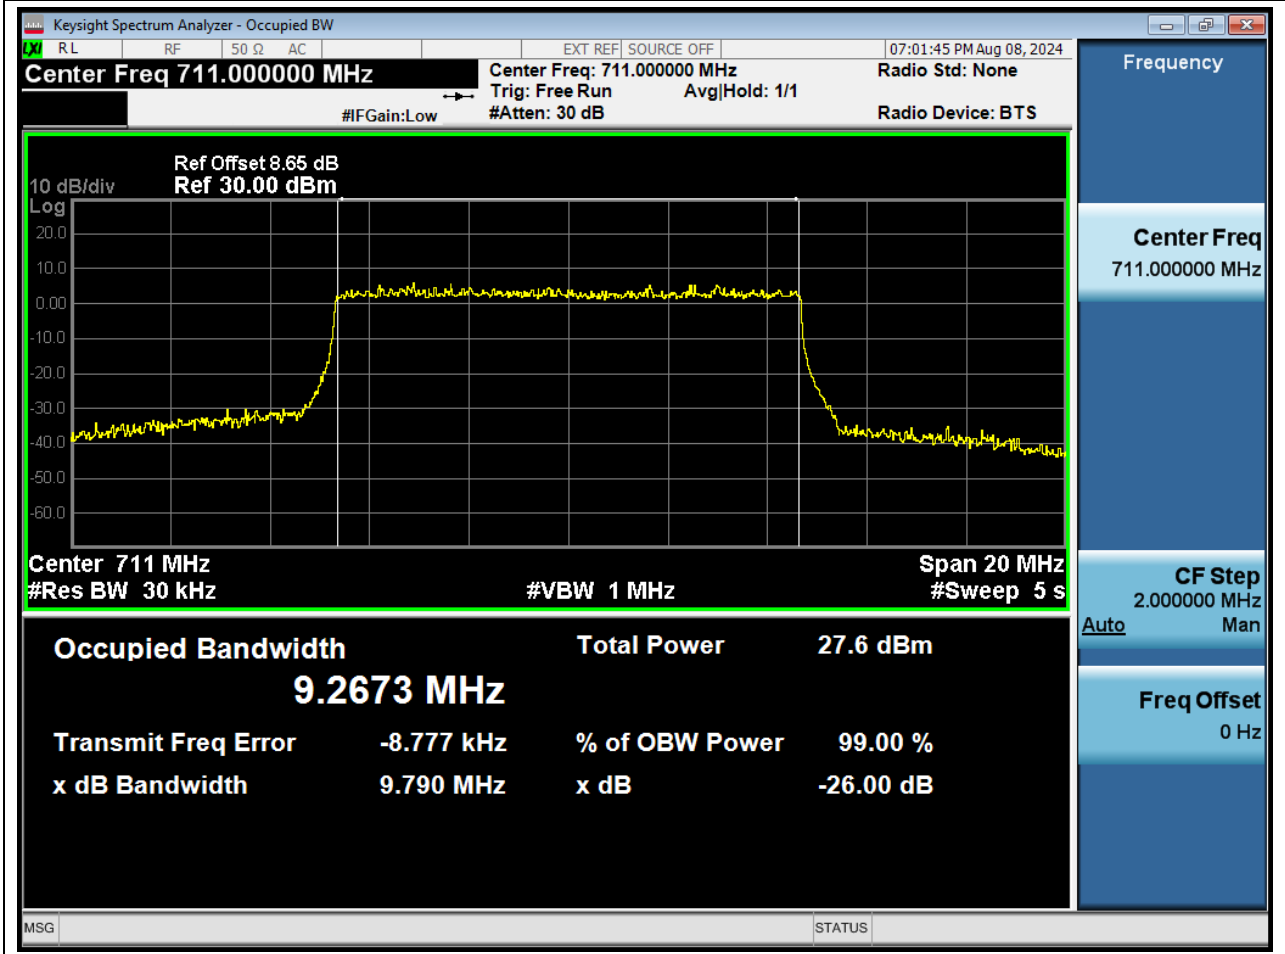 Keysight Spectrum Analyzer - Occupied BW
LXI RL RF 50 Ω AC EXT REF SOURCE OFF 07:01:45 PM Aug 08, 2024
Center Freq 711.000000 MHz Center Freq: 711.000000 MHz Radio Std: None
Trig: Free Run Avg|Hold: 1/1
#IFGain:Low #Atten: 30 dB Radio Device: BTS
Frequency
Ref Offset 8.65 dB
10 dB/div Ref 30.00 dBm
Log
20.0
10.0
0.00
-10.0
-20.0
-30.0
-40.0
-50.0
-60.0
Center 711 MHz Span 20 MHz
#Res BW 30 kHz #VBW 1 MHz #Sweep 5 s
Occupied Bandwidth Total Power 27.6 dBm
9.2673 MHz
Transmit Freq Error -8.777 kHz % of OBW Power 99.00 %
x dB Bandwidth 9.790 MHz x dB -26.00 dB
Center Freq
711.000000 MHz
CF Step
2.000000 MHz
Auto Man
Freq Offset
0 Hz
MSG STATUS